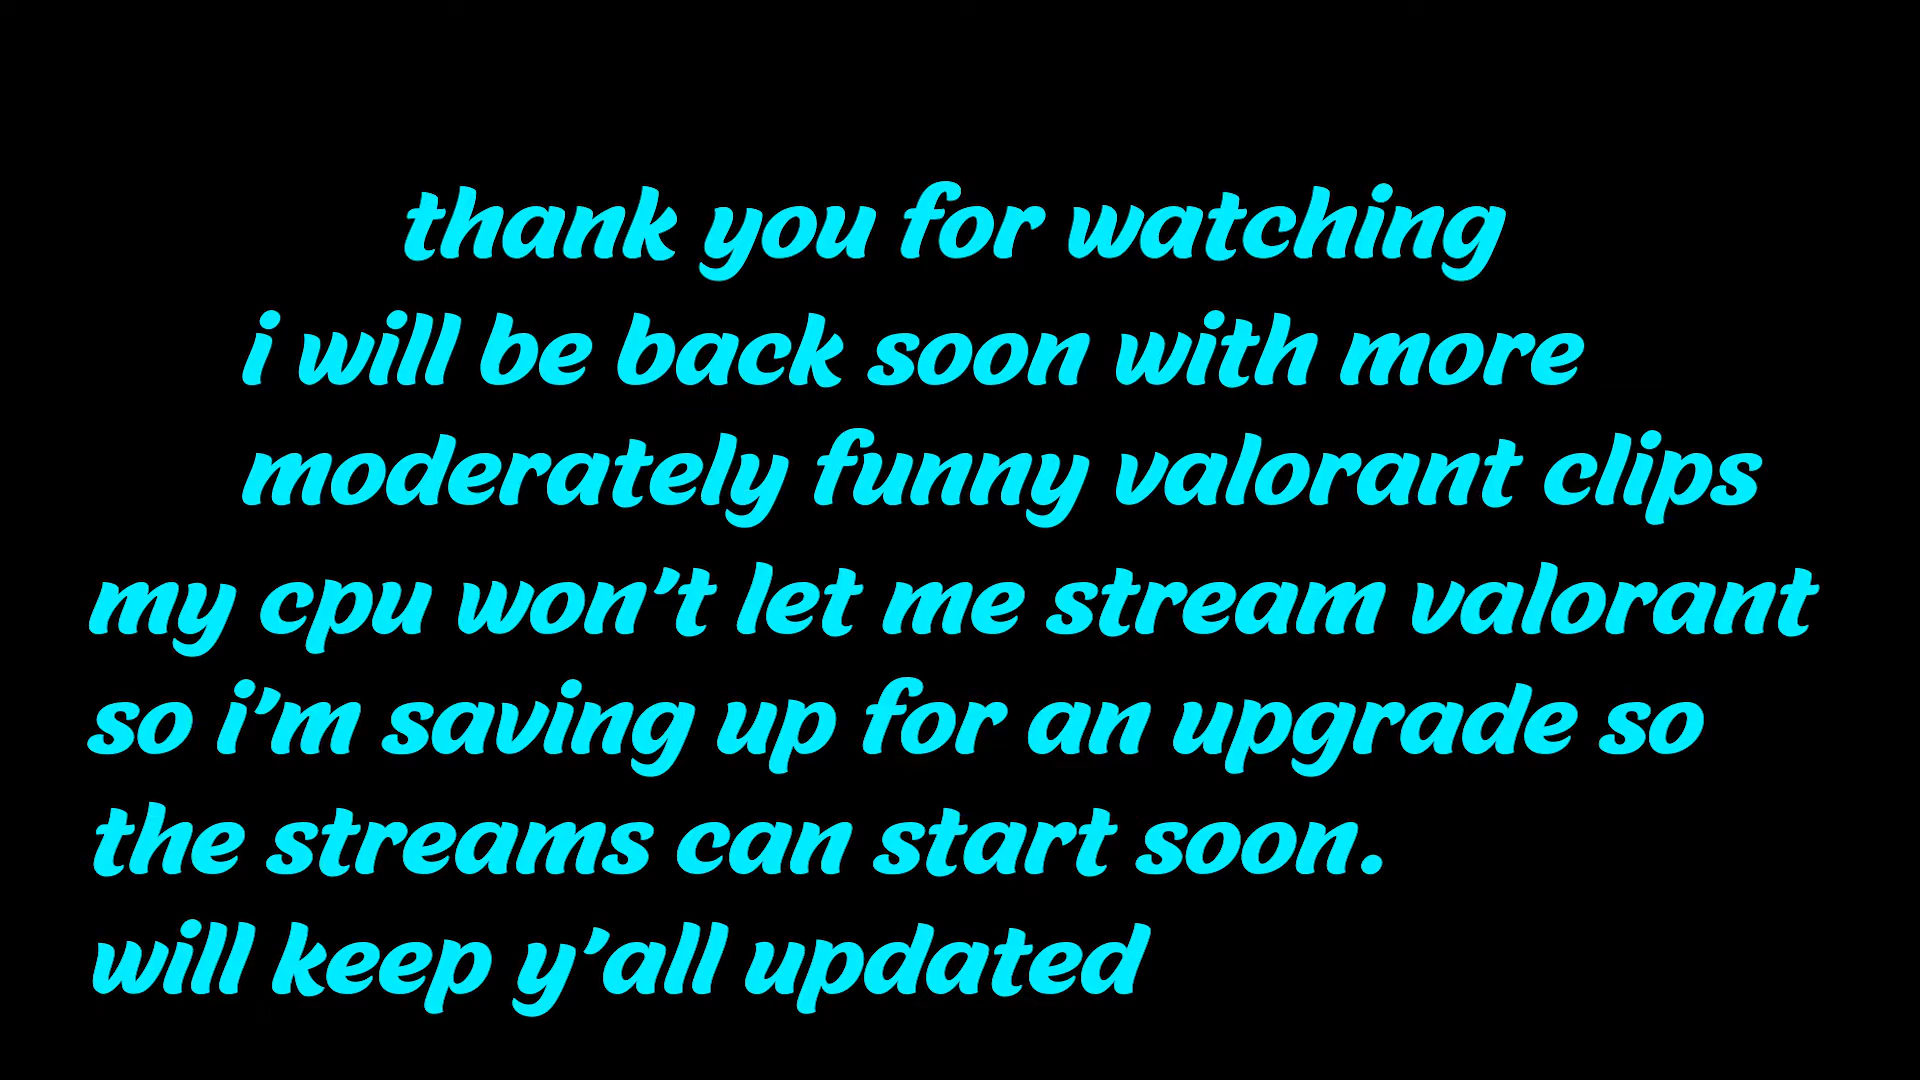 thank you for watching
i will be back soon with more
moderately funny valorant clips
my cpu won’t let me stream valorant
so i’m saving up for an upgrade so
the streams can start soon.
will keep y’all updated